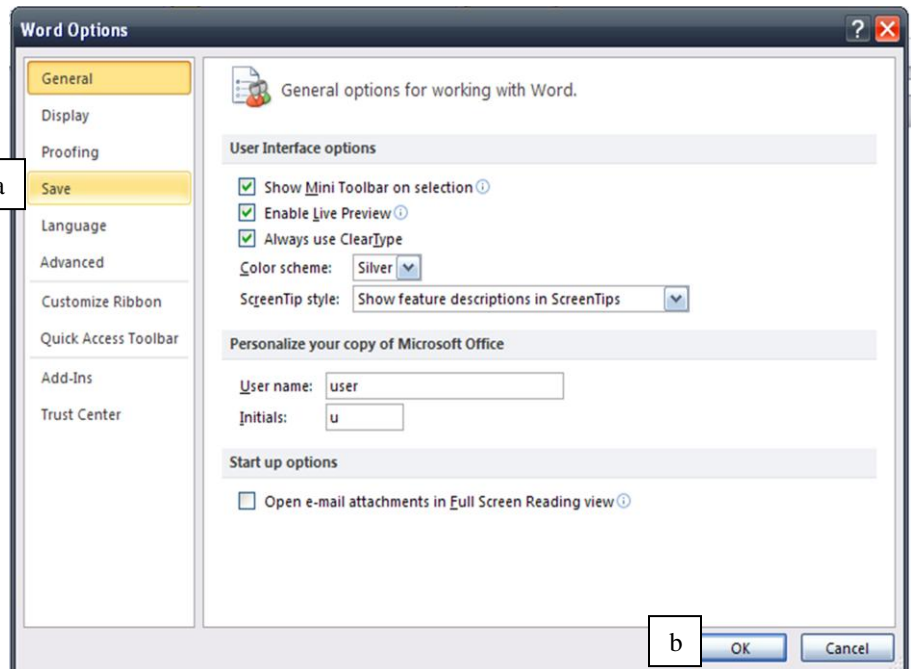 Word Options
General
Display
Proofing
a
Save
Language
Advanced
Customize Ribbon
Quick Access Toolbar
Add-Ins
Trust Center
General options for working with Word.
User Interface options
Show Mini Toolbar on selection
Enable Live Preview
Always use ClearType
Color scheme: Silver
ScreenTip style: Show feature descriptions in ScreenTips
Personalize your copy of Microsoft Office
User name: user
Initials: u
Start up options
Open e-mail attachments in Full Screen Reading view
b
OK Cancel